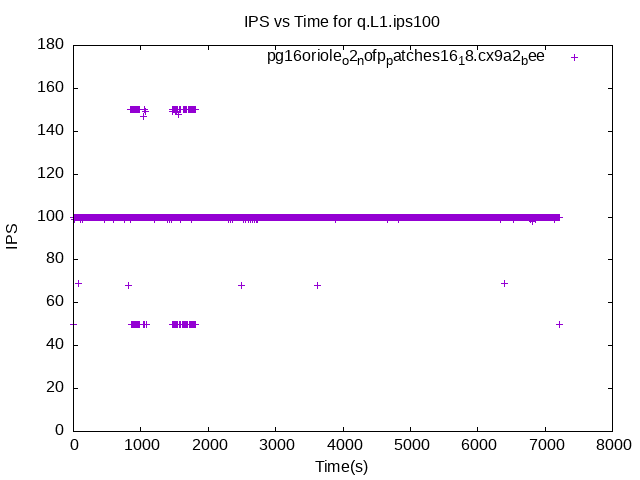 IPS vs Time for q.L1.ips100
pg16oriole_o2_nofp_patches16_18.cx9a2_bee
180
160
140
120
100
80
60
40
20
0
IPS
0 1000 2000 3000 4000 5000 6000 7000 8000
Time(s)